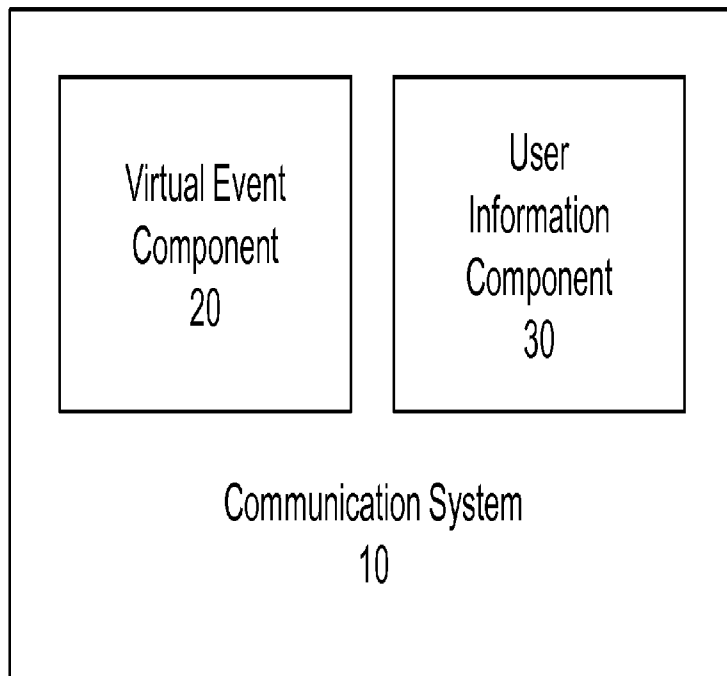 Virtual Event
Component
20
User
Information
Component
30
Communication System
10